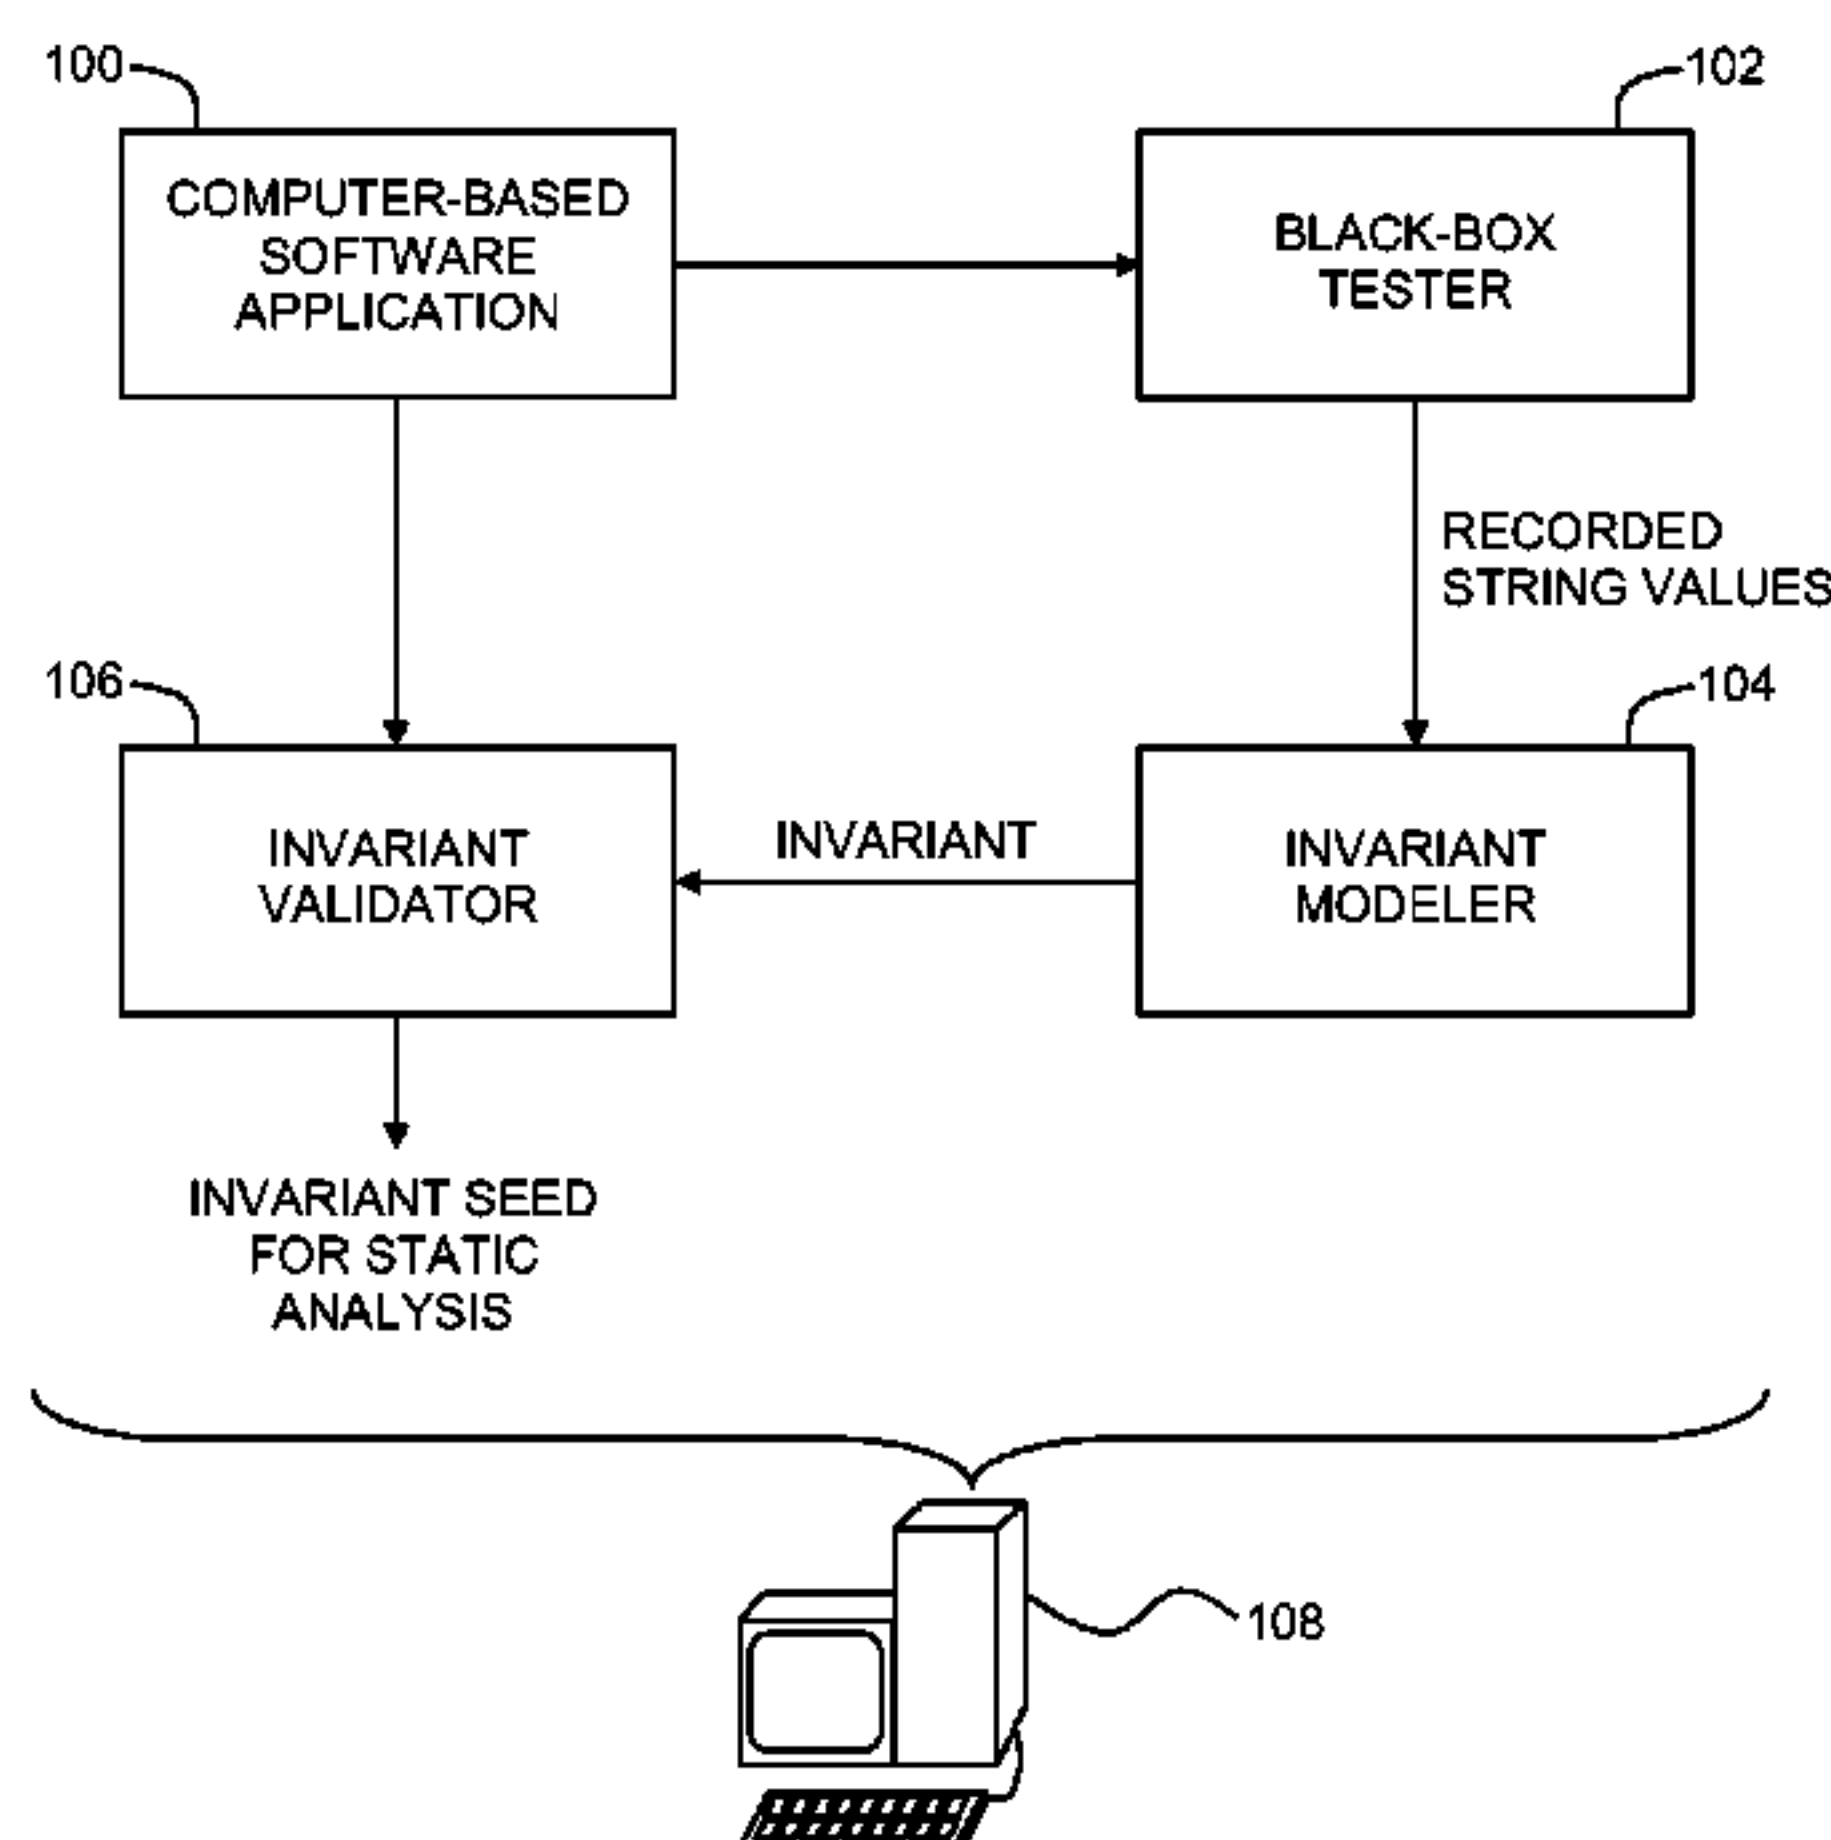 100
102
COMPUTER-BASED
SOFTWARE
APPLICATION
BLACK-BOX
TESTER
RECORDED
STRING VALUES
106
104
INVARIANT
VALIDATOR
INVARIANT
INVARIANT
MODELER
INVARIANT SEED
FOR STATIC
ANALYSIS
108